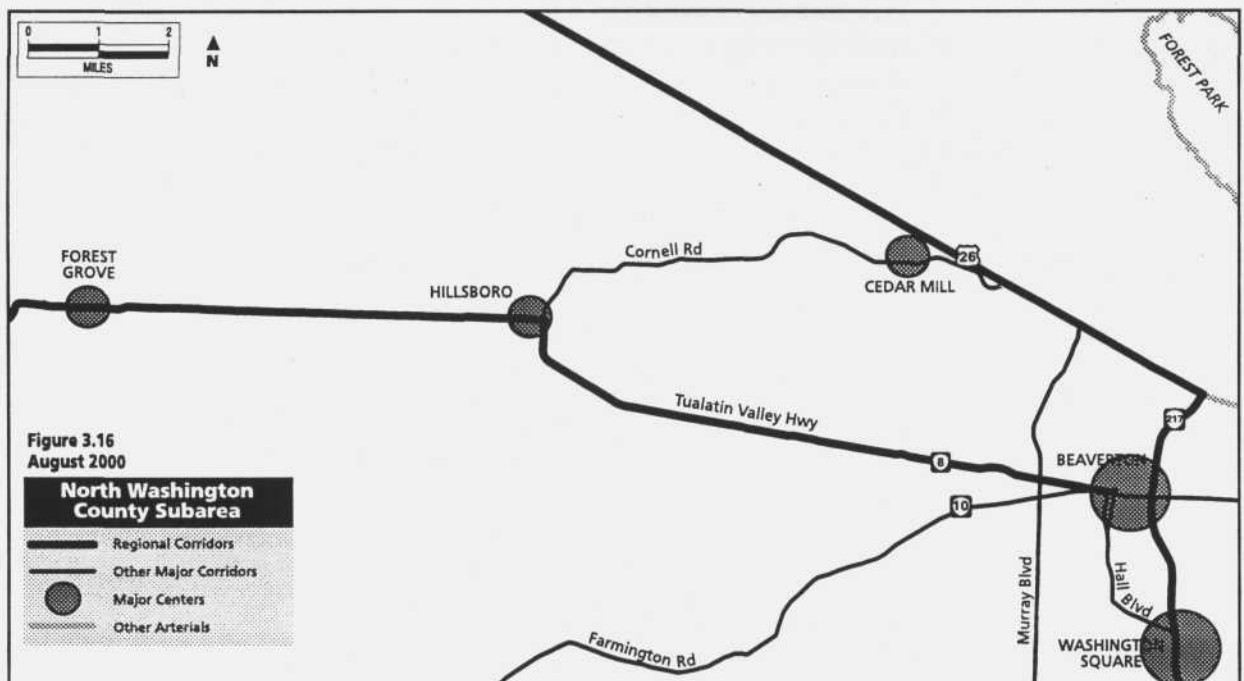 0 1 2
MILES
N
FOREST PARK
FOREST
GROVE
HILLSBORO
Cornell Rd
26
CEDAR MILL
Tualatin Valley Hwy
217
8
BEAVERTON
10
Murray Blvd
Hall Blvd
Farmington Rd
WASHINGTON
SQUARE
Figure 3.16
August 2000
North Washington
County Subarea
Regional Corridors
Other Major Corridors
Major Centers
Other Arterials